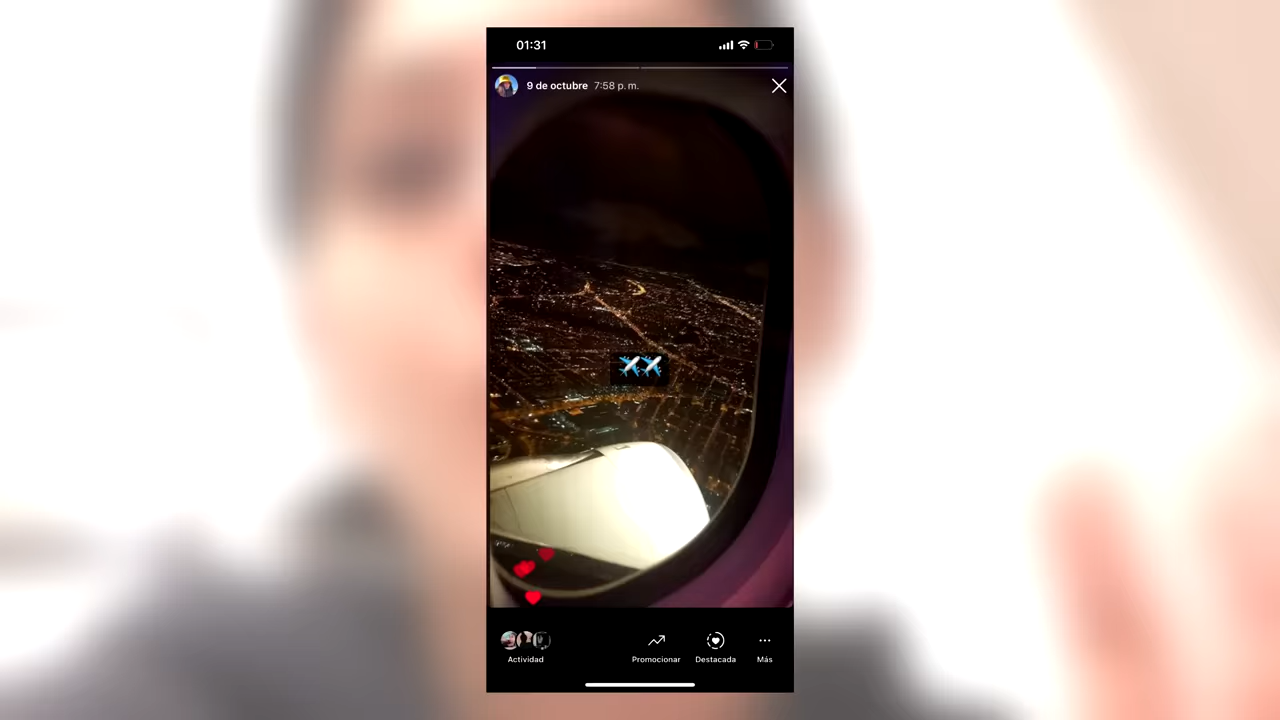 01:31
9 de octubre 7:58 p. m.
Actividad
Promocionar
Destacada
Más